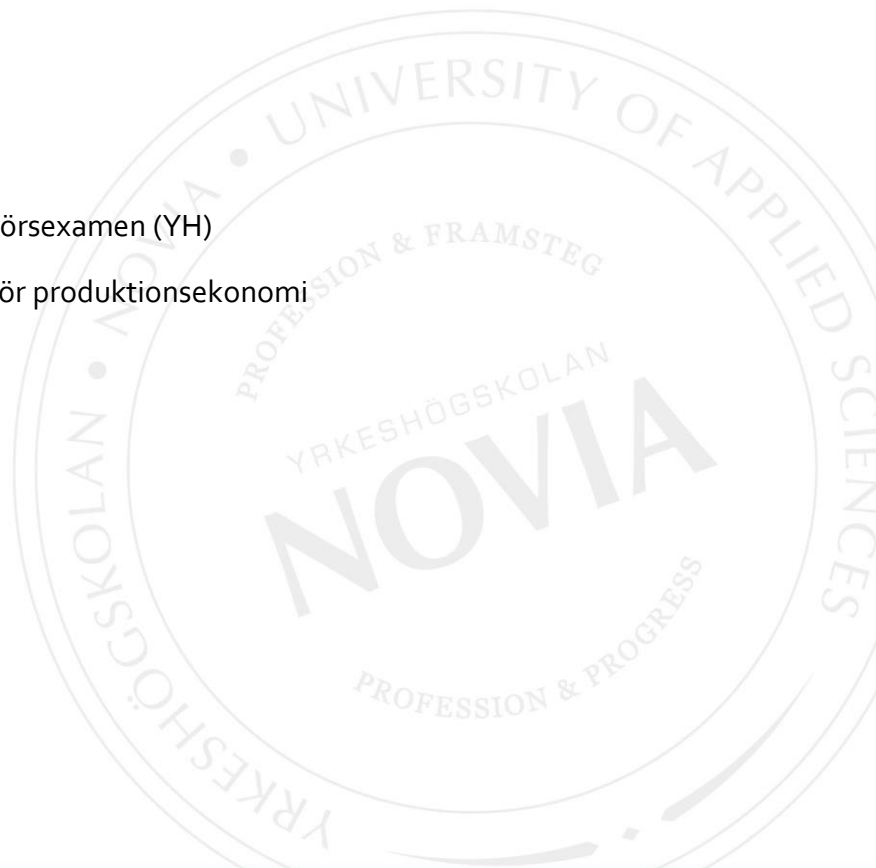 örsexamen (YH)
ör produktionsekonomi
YRKESHÖGSKOLAN • NOVIA • UNIVERSITY OF APPLIED SCIENCES
PROFESSION & FRAMSTEG
YRKESHÖGSKOLAN
NOVIA
PROFESSION & PROGRESS